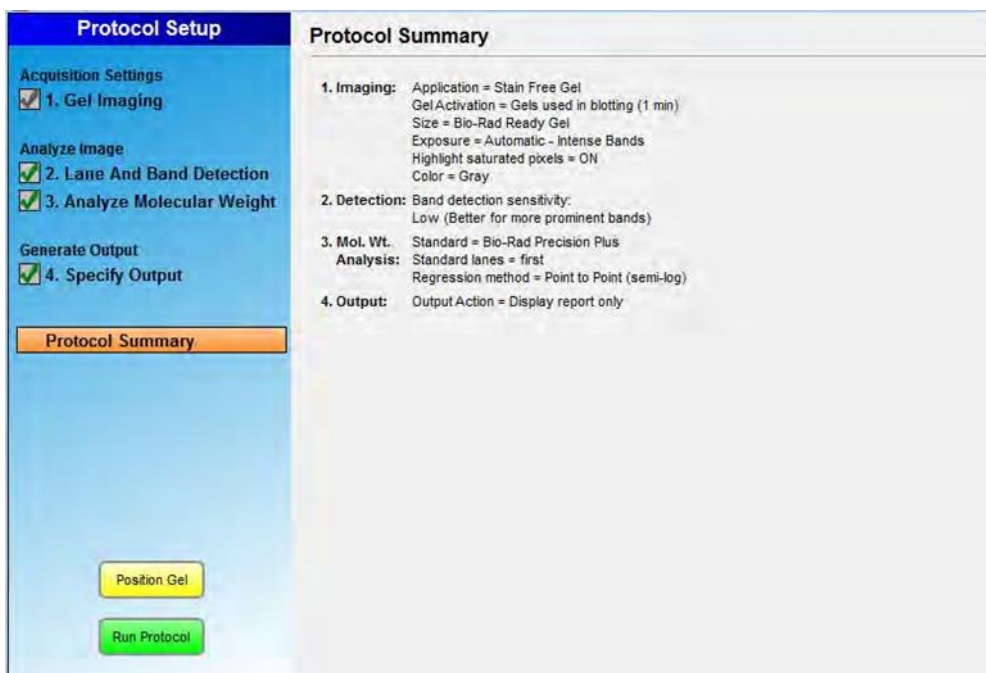 Protocol Setup
Acquisition Settings
1. Gel Imaging
Analyze Image
2. Lane And Band Detection
3. Analyze Molecular Weight
Generate Output
4. Specify Output
Protocol Summary
Position Gel
Run Protocol
Protocol Summary
1. Imaging: Application = Stain Free Gel
Gel Activation = Gels used in blotting (1 min)
Size = Bio-Rad Ready Gel
Exposure = Automatic - Intense Bands
Highlight saturated pixels = ON
Color = Gray
2. Detection: Band detection sensitivity:
Low (Better for more prominent bands)
3. Mol. Wt. Standard = Bio-Rad Precision Plus
Analysis: Standard lanes = first
Regression method = Point to Point (semi-log)
4. Output: Output Action = Display report only